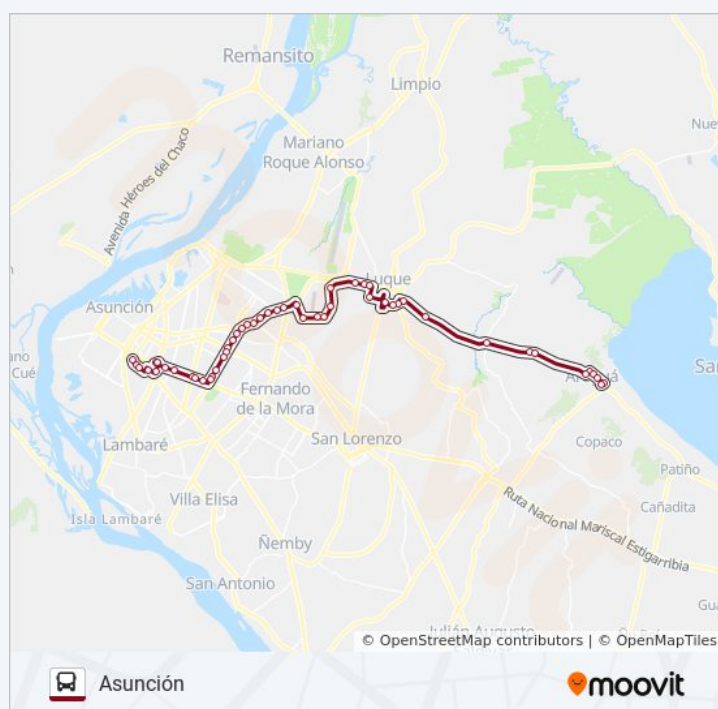 Remansito
Limpio
Nue
Mariano
Roque Alonso
Avenida Héroes del Chaco
Luque
Asunción
ano
Cué
Fernando
de la Mora
San
San Lorenzo
Copaco
Lambaré
Patiño
Villa Elisa
Cañadita
Isla Lambaré
Ruta Nacional Mariscal Estigarribia
Ñemby
San Antonio
Gua
© OpenStreetMap contributors | © OpenMapTiles
Asunción
moovit